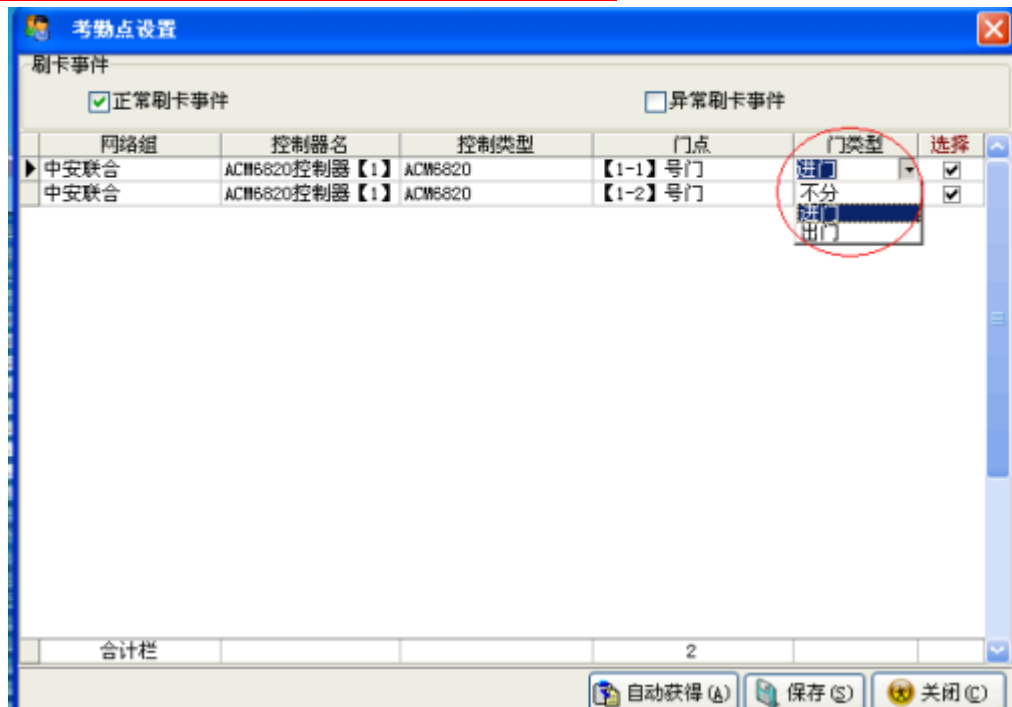 考勤点设置
刷卡事件
正常刷卡事件 异常刷卡事件
网络组 控制器名 控制类型 门点 门类型 选择
中安联合 ACM6820控制器【1】 ACM6820 【1-1】号门 进门
中安联合 ACM6820控制器【1】 ACM6820 【1-2】号门 不分
进门
出门
合计栏 2
自动获得(A) 保存(S) 关闭(C)